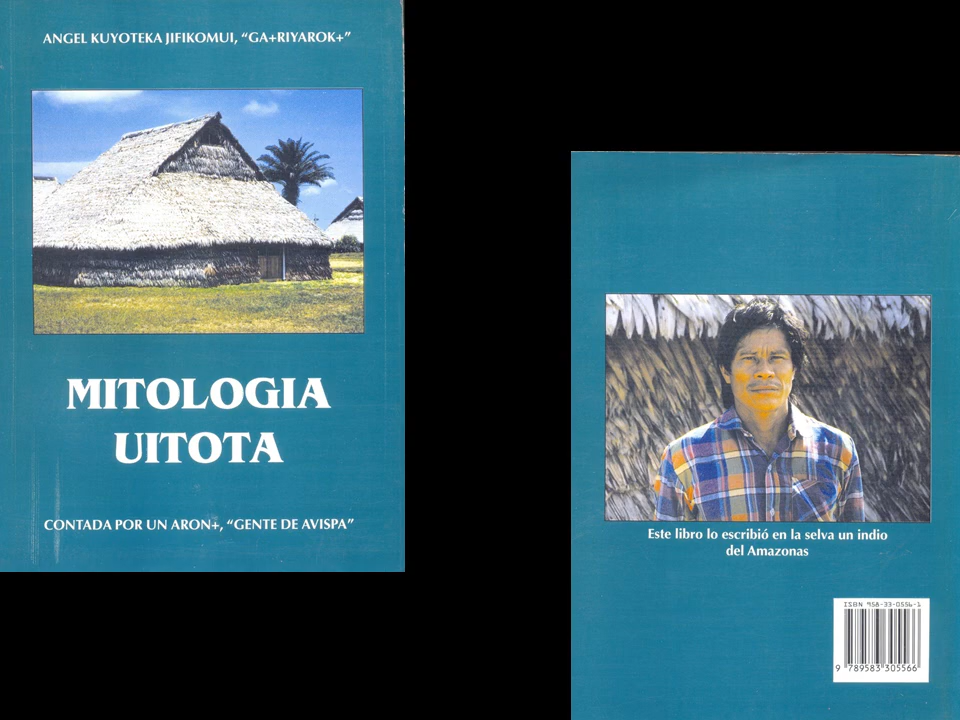 ANGEL KUYOTEKA JIFIKOMUI, “GA+RIYAROK+”
MITOLOGIA
UITOTA
CONTADA POR UN ARON+, “GENTE DE AVISPA”
Este libro lo escribió en la selva un indio
del Amazonas
ISBN 958-33-0556-1
9 789583 305566